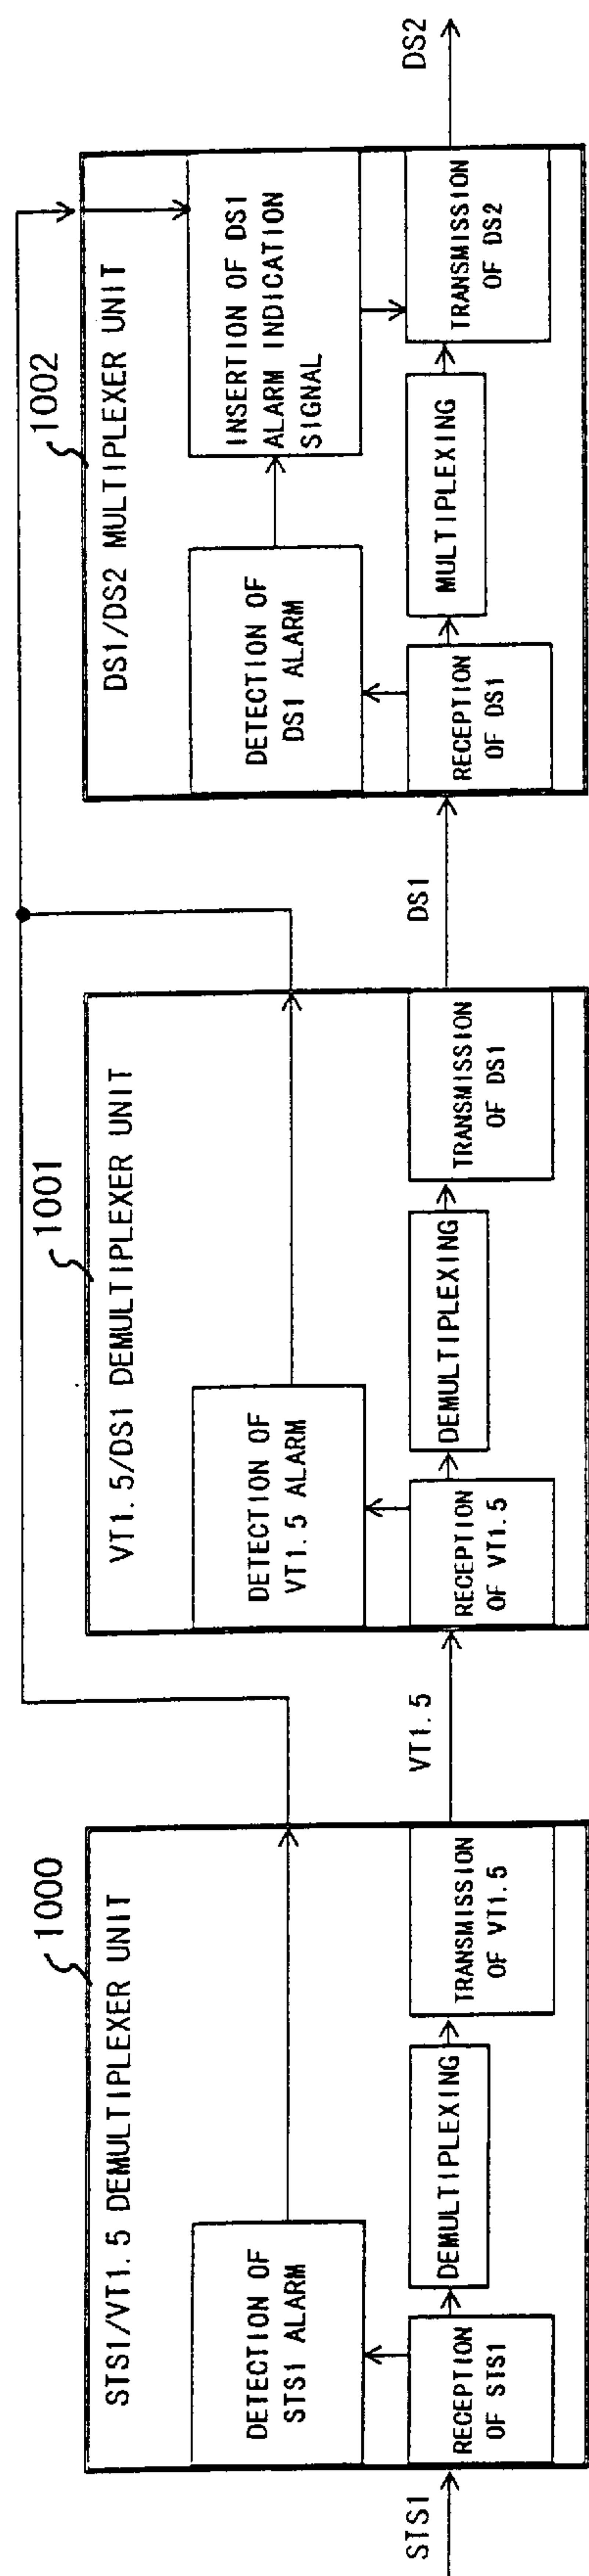 STS1
1000
STS1/VT1.5 DEMULTIPLEXER UNIT
DETECTION OF
STS1 ALARM
RECEPTION
OF STS1
DEMULTIPLEXING
TRANSMISSION
OF VT1.5
VT1.5
1001
VT1.5/DS1 DEMULTIPLEXER UNIT
DETECTION OF
VT1.5 ALARM
RECEPTION
OF VT1.5
DEMULTIPLEXING
TRANSMISSION
OF DS1
DS1
1002
DS1/DS2 MULTIPLEXER UNIT
DETECTION OF
DS1 ALARM
INSERTION OF DS1
ALARM INDICATION
SIGNAL
RECEPTION
OF DS1
MULTIPLEXING
TRANSMISSION
OF DS2
DS2